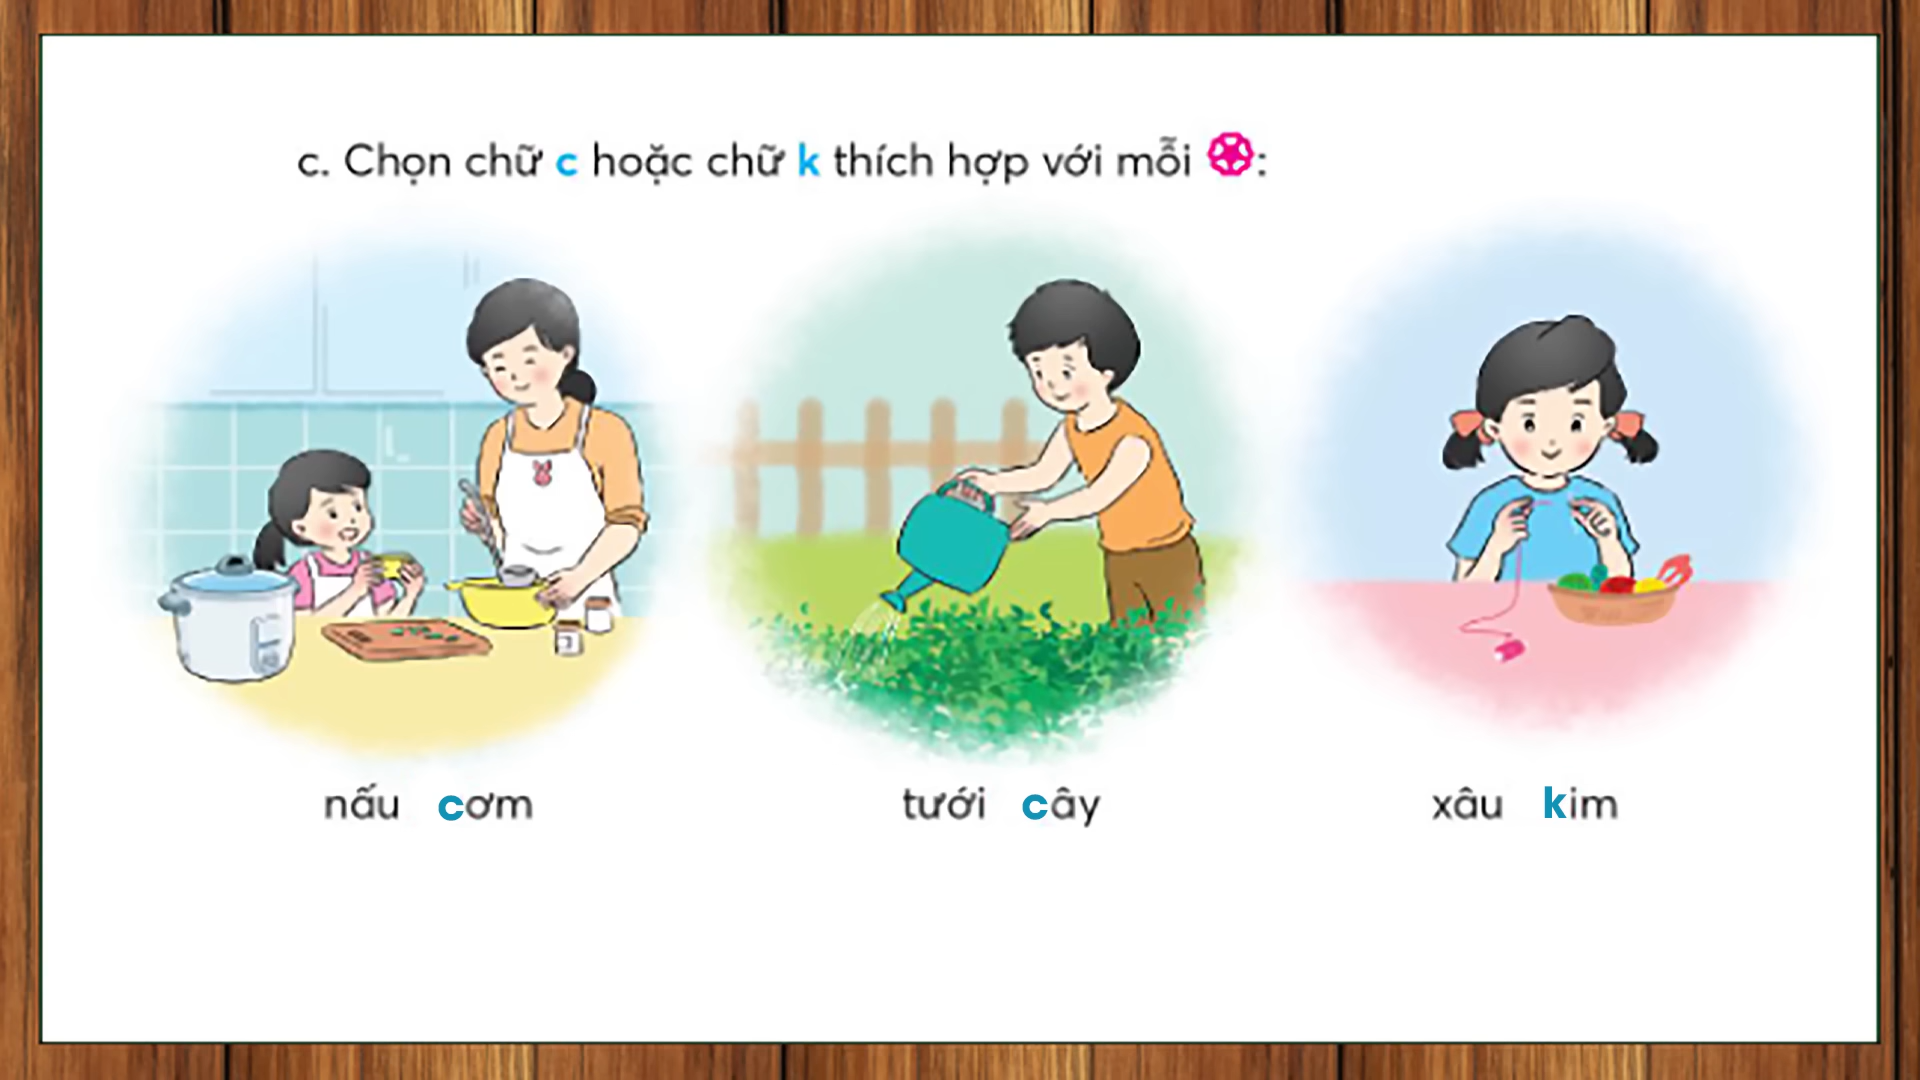 c. Chọn chữ c hoặc chữ k thích hợp với mỗi :
nấu cơm
tưới cây
xâu kim